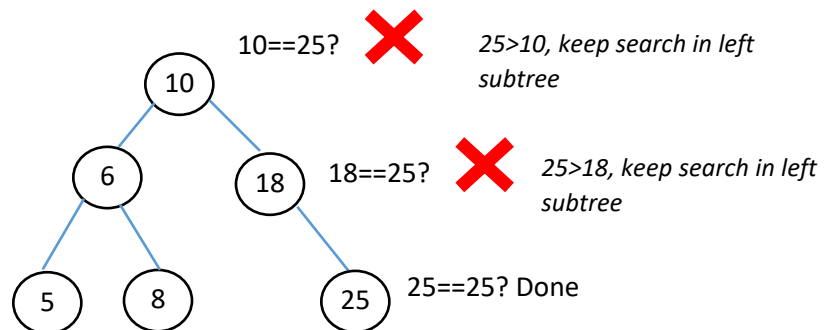 10==25?
25>10, keep search in left
subtree
10
6
18
18==25?
25>18, keep search in left
subtree
5
8
25
25==25? Done